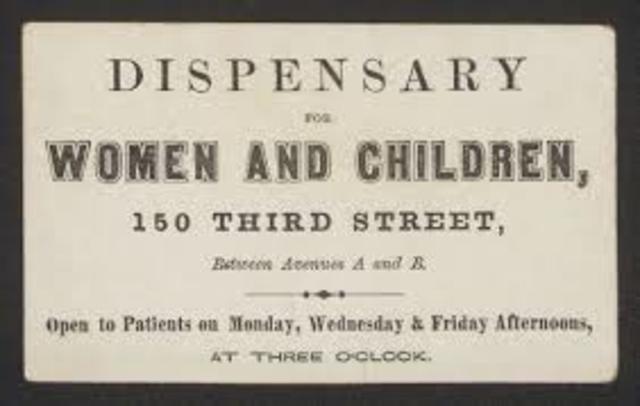 DISPENSARY
FOR
WOMEN AND CHILDREN,
150 THIRD STREET,
Between Avenues A and B.
Open to Patients on Monday, Wednesday & Friday Afternoons,
AT THREE O'CLOCK.